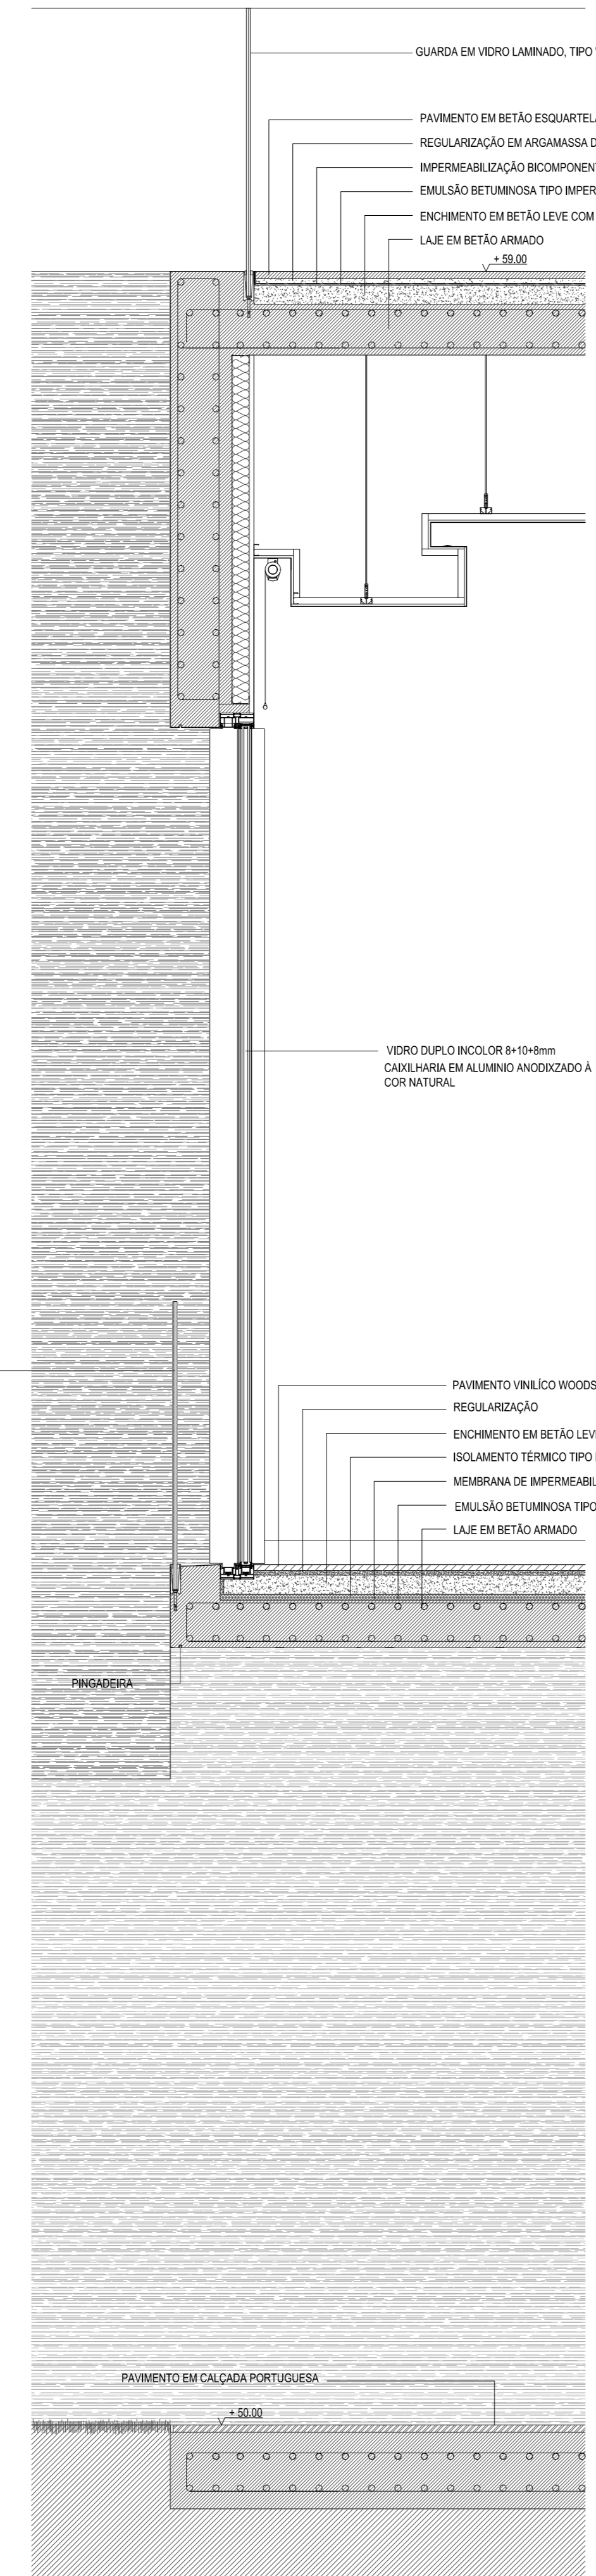 GUARDA EM VIDRO LAMINADO, TIPO
PAVIMENTO EM BETÃO ESQUARTELA
REGULARIZAÇÃO EM ARGAMASSA D
IMPERMEABILIZAÇÃO BICOMPONEN
EMULSÃO BETUMINOSA TIPO IMPER
ENCHIMENTO EM BETÃO LEVE COM
LAJE EM BETÃO ARMADO
+ 59.00
VIDRO DUPLO INCOLOR 8+10+8mm
CAIXILHARIA EM ALUMINIO ANODIXZADO À
COR NATURAL
PAVIMENTO VINILÍCO WOODS
REGULARIZAÇÃO
ENCHIMENTO EM BETÃO LEV
ISOLAMENTO TÉRMICO TIPO
MEMBRANA DE IMPERMEABIL
EMULSÃO BETUMINOSA TIPO
LAJE EM BETÃO ARMADO
PINGADEIRA
PAVIMENTO EM CALÇADA PORTUGUESA
+ 50.00